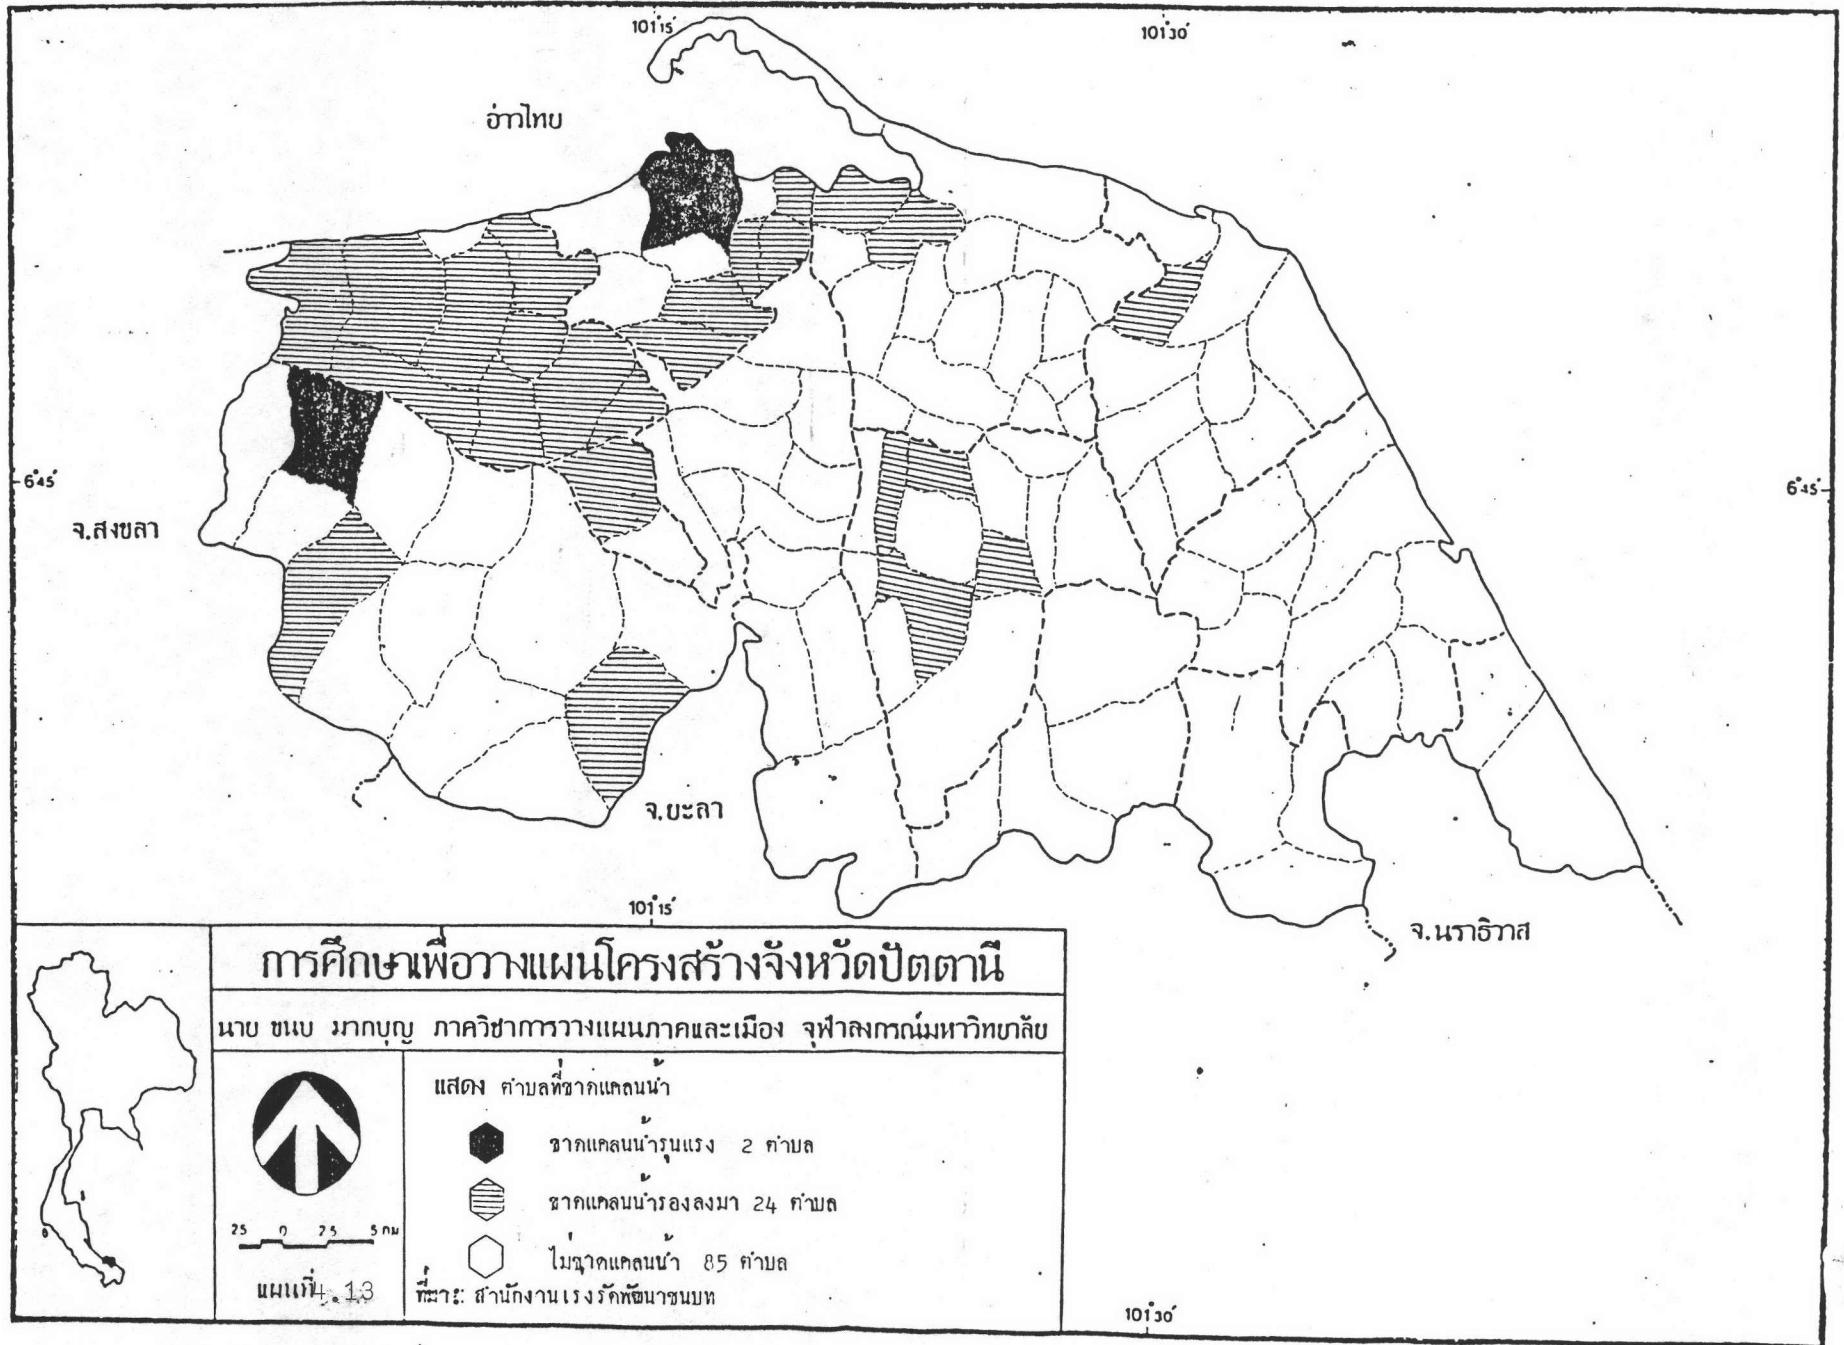 101°15′
101°30′
อ่าวไทย
6°45′
6°45′
จ.สงขลา
จ.ยะลา
101°15′
จ.นราธิวาส
การศึกษาเพื่อวางแผนโครงสร้างจังหวัดปัตตานี
นาย ขนบ มากบุญ ภาควิชาการวางแผนภาคและเมือง จุฬาลงกรณ์มหาวิทยาลัย
แสดง ตำบลที่ขาดแคลนน้ำ
ขาดแคลนน้ำรุนแรง 2 ตำบล
ขาดแคลนน้ำรองลงมา 24 ตำบล
ไม่ขาดแคลนน้ำ 85 ตำบล
25 0 25 5 กม
แผนที่ 4.13
ที่มา: สำนักงานเร่งรัดพัฒนาชนบท
101°30′